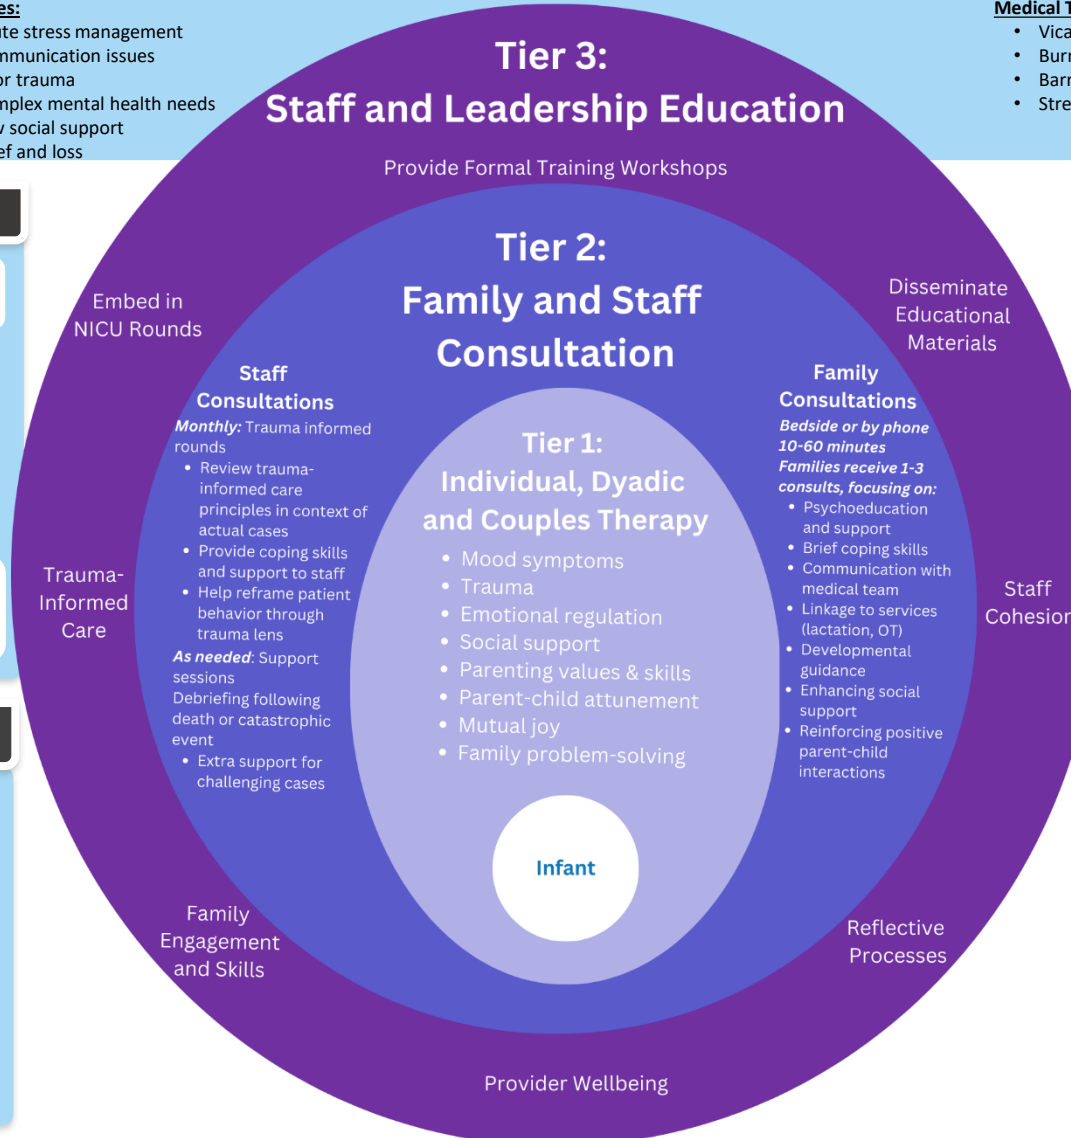 stress management
issues
trauma
mental health needs
social support
and loss
Medical
Tier 3:
Staff and Leadership Education
Provide Formal Training Workshops
Embed in
NICU Rounds
Disseminate
Educational
Materials
Trauma-
Informed
Care
Staff
Family
Engagement
and Skills
Reflective
Processes
Provider Wellbeing
Tier 2:
Family and Staff
Consultation
Staff
Consultations
Monthly: Trauma informed
rounds
• Review trauma-
informed care
principles in context of
actual cases
• Provide coping skills
and support to staff
• Help reframe patient
behavior through
trauma lens
As needed: Support
sessions
Debriefing following
death or catastrophic
event
• Extra support for
challenging cases
Family
Consultations
Bedside or by phone
10-60 minutes
Families receive 1-3
consults, focusing on:
• Psychoeducation
and support
• Brief coping skills
• Communication with
medical team
• Linkage to services
(lactation, OT)
• Developmental
guidance
• Enhancing social
support
• Reinforcing positive
parent-child
interactions
Tier 1:
Individual, Dyadic
and Couples Therapy
• Mood symptoms
• Trauma
• Emotional regulation
• Social support
• Parenting values & skills
• Parent-child attunement
• Mutual joy
• Family problem-solving
Infant